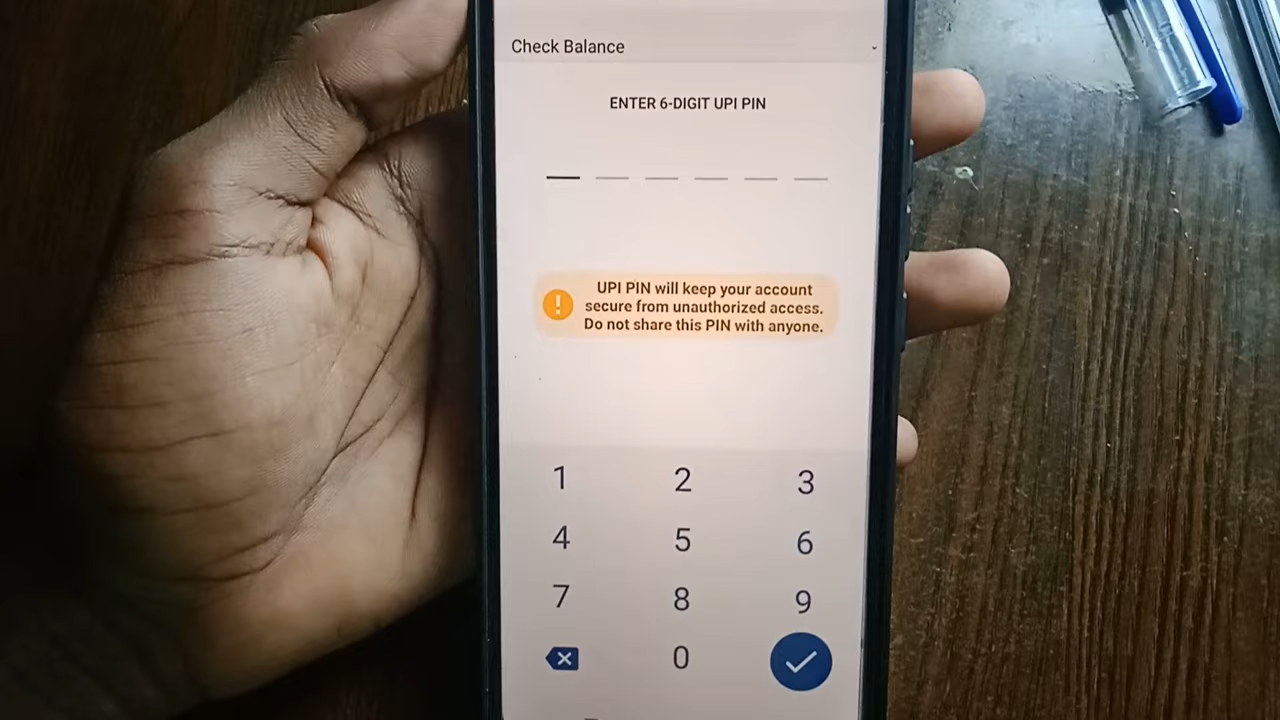 Check Balance
ENTER 6-DIGIT UPI PIN
UPI PIN will keep your account
secure from unauthorized access.
Do not share this PIN with anyone.
1 2 3
4 5 6
7 8 9
0